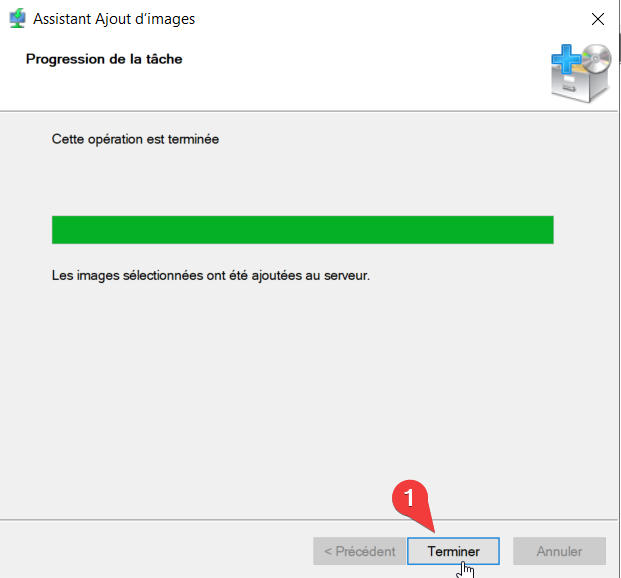 Assistant Ajout d'images
Progression de la tâche
Cette opération est terminée
Les images sélectionnées ont été ajoutées au serveur.
1
< Précédent
Terminer
Annuler